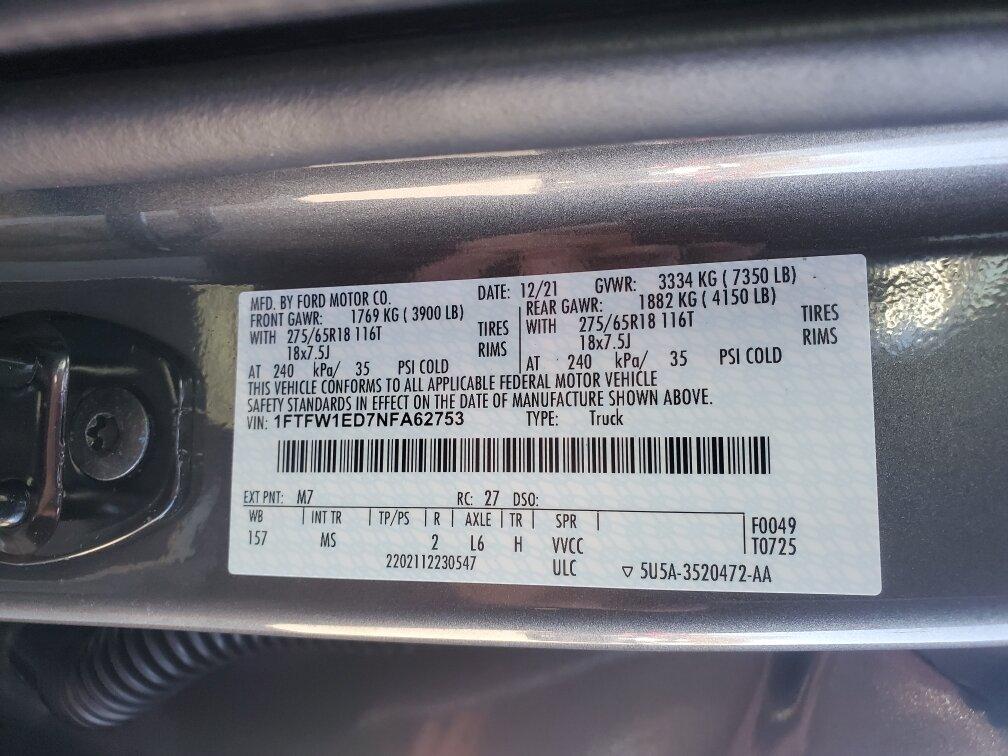 MFD. BY FORD MOTOR CO. DATE: 12/21 GVWR: 3334 KG ( 7350 LB)
FRONT GAWR: 1769 KG ( 3900 LB) REAR GAWR: 1882 KG ( 4150 LB)
WITH 275/65R18 116T TIRES WITH 275/65R18 116T TIRES
18x7.5J RIMS 18x7.5J RIMS
AT 240 kPa/ 35 PSI COLD AT 240 kPa/ 35 PSI COLD
THIS VEHICLE CONFORMS TO ALL APPLICABLE FEDERAL MOTOR VEHICLE
SAFETY STANDARDS IN EFFECT ON THE DATE OF MANUFACTURE SHOWN ABOVE.
VIN: 1FTFW1ED7NFA62753 TYPE: Truck
EXT PNT: M7 RC: 27 DSO:
WB INT TR TP/PS R AXLE TR SPR F0049
157 MS 2 L6 H VVCC T0725
2202112230547 ULC ▽ 5U5A-3520472-AA